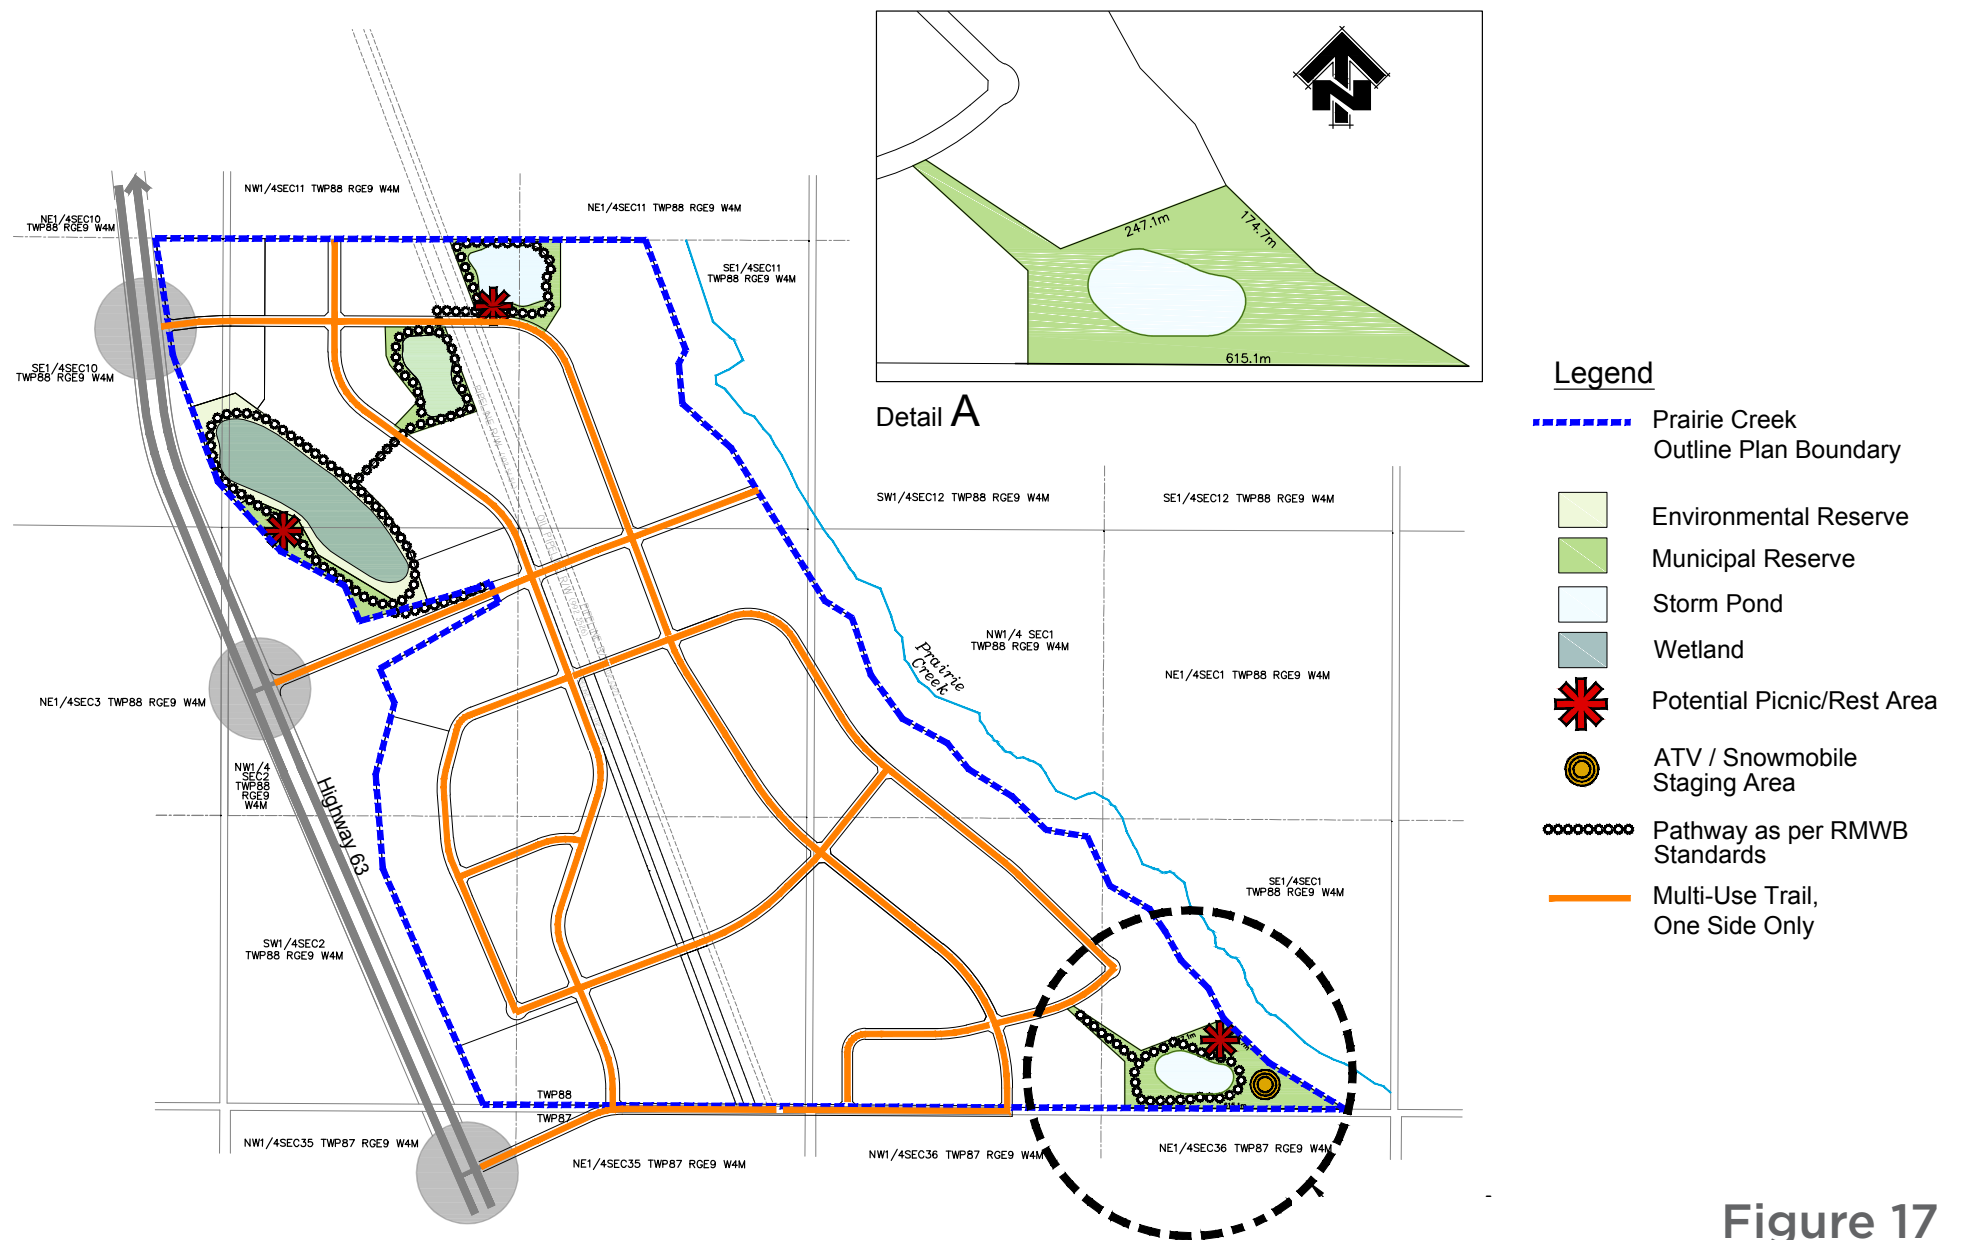 247.1m
174.7m
615.1m
Detail A
N
NW1/4SEC11 TWP88 RGE9 W4M
NE1/4SEC11 TWP88 RGE9 W4M
NE1/4SEC10
TWP88 RGE9 W4M
SE1/4SEC11
TWP88 RGE9 W4M
SE1/4SEC10
TWP88 RGE9 W4M
SW1/4SEC12 TWP88 RGE9 W4M
SE1/4SEC12 TWP88 RGE9 W4M
NW1/4 SEC1
TWP88 RGE9 W4M
Prairie
Creek
NE1/4SEC1 TWP88 RGE9 W4M
NE1/4SEC3 TWP88 RGE9 W4M
NW1/4
SEC2
TWP88
RGE9
W4M
Highway 63
SE1/4SEC1
TWP88 RGE9 W4M
SW1/4SEC2
TWP88 RGE9 W4M
TWP88
TWP87
NW1/4SEC35 TWP87 RGE9 W4M
NE1/4SEC35 TWP87 RGE9 W4M
NW1/4SEC36 TWP87 RGE9 W4M
NE1/4SEC36 TWP87 RGE9 W4M
Legend
Prairie Creek
Outline Plan Boundary
Environmental Reserve
Municipal Reserve
Storm Pond
Wetland
Potential Picnic/Rest Area
ATV / Snowmobile
Staging Area
Pathway as per RMWB
Standards
Multi-Use Trail,
One Side Only
Figure 17